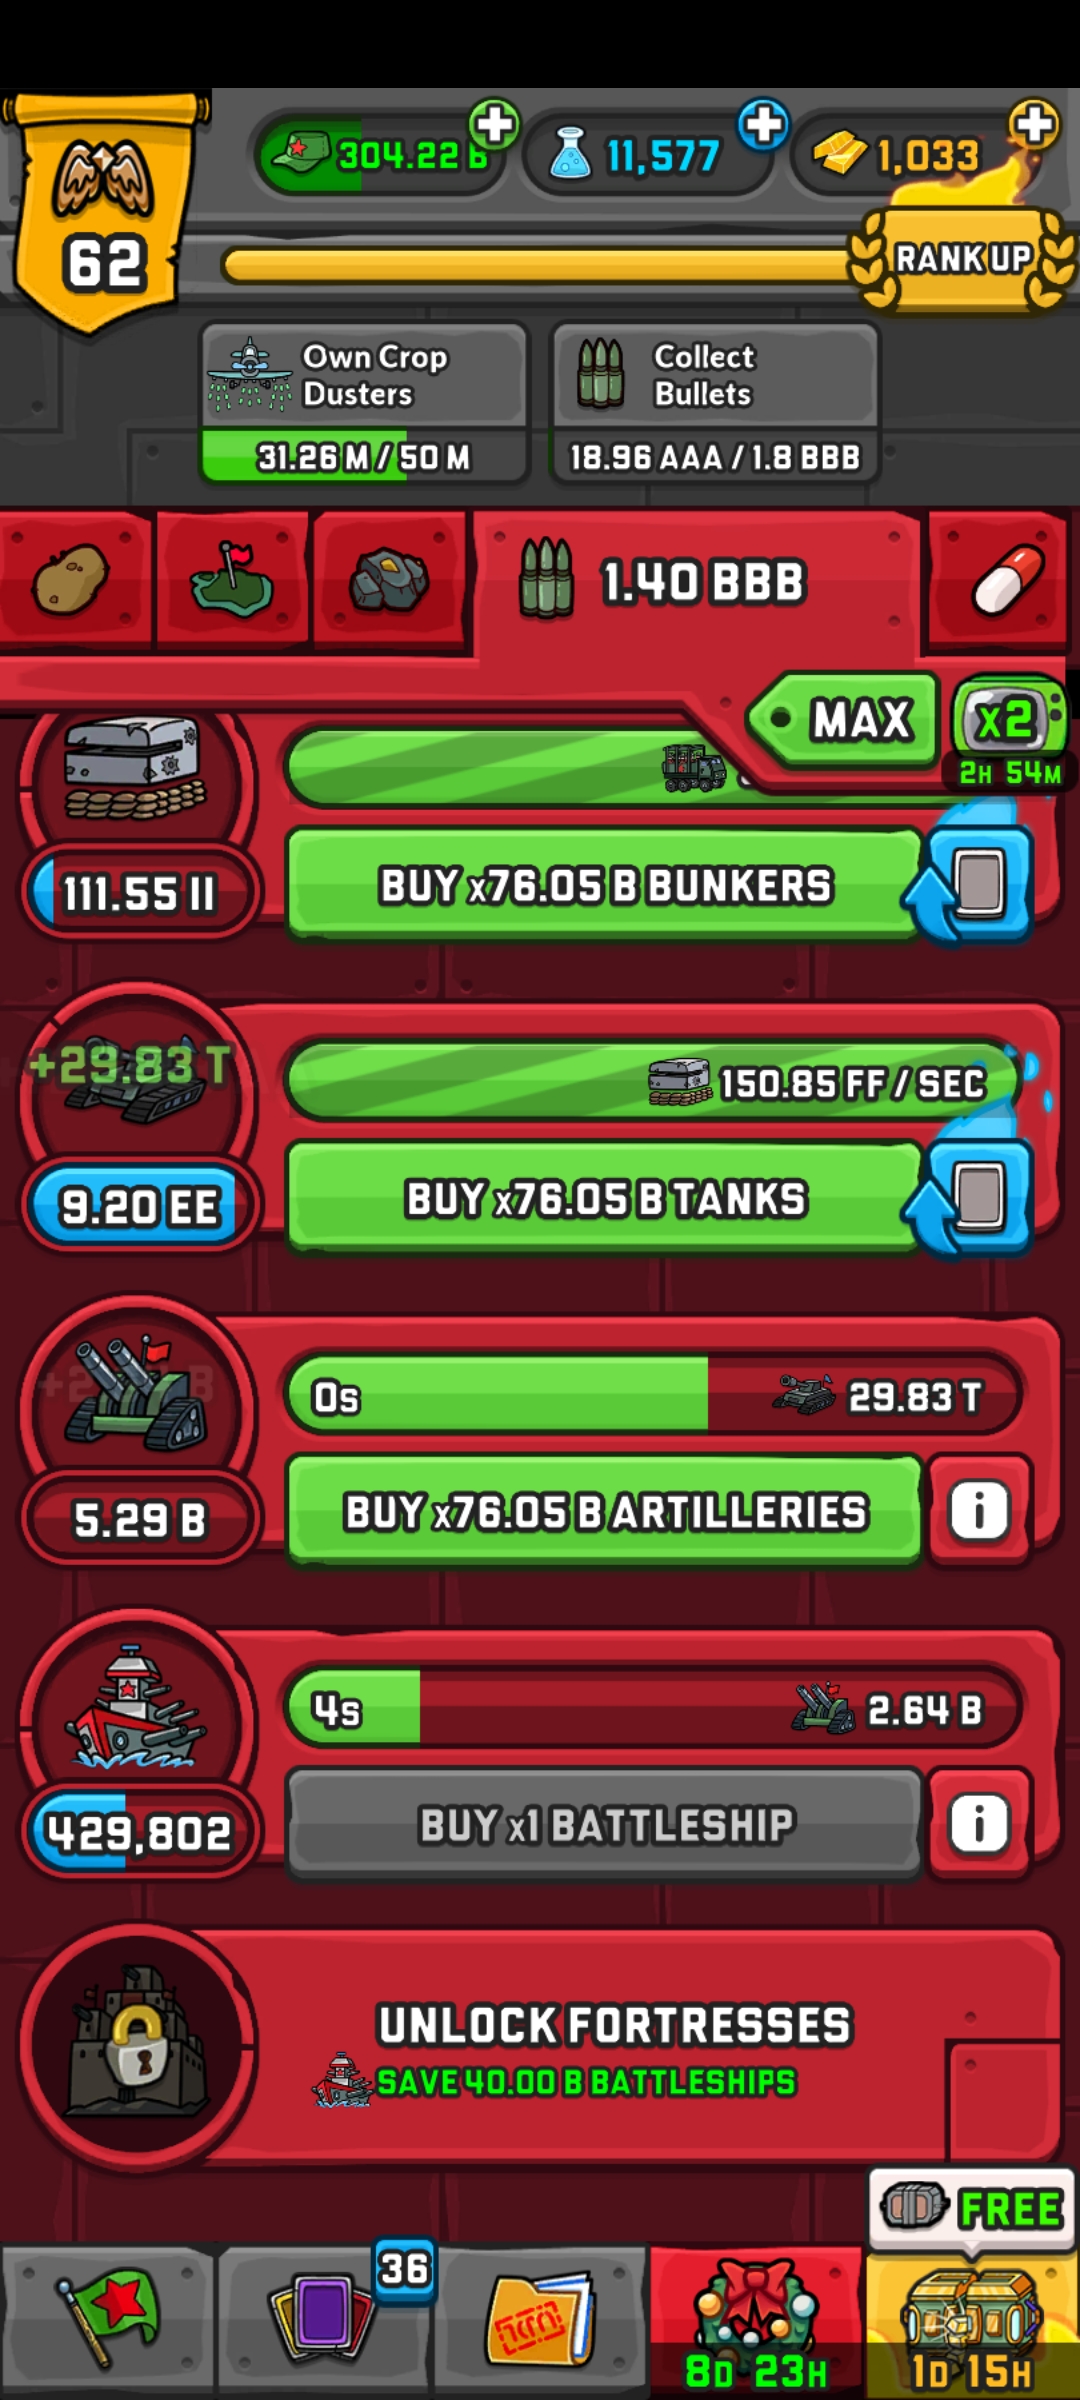 304.22 B
11,577
1,033
62
RANK UP
Own Crop
Dusters
31.26 M / 50 M
Collect
Bullets
18.96 AAA / 1.8 BBB
1.40 BBB
MAX
x2
2H 54M
111.55 II
BUY x76.05 B BUNKERS
+29.83 T
150.85 FF / SEC
9.20 EE
BUY x76.05 B TANKS
0s
29.83 T
5.29 B
BUY x76.05 B ARTILLERIES
4s
2.64 B
429,802
BUY x1 BATTLESHIP
UNLOCK FORTRESSES
SAVE 40.00 B BATTLESHIPS
FREE
36
8D 23H
1D 15H